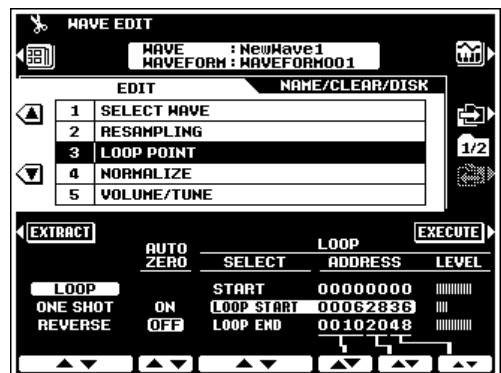 WAVE EDIT
WAVE : NewWave1
WAVEFORM : WAVEFORM001
EDIT NAME/CLEAR/DISK
1 SELECT WAVE
2 RESAMPLING
3 LOOP POINT
4 NORMALIZE
5 VOLUME/TUNE
1/2
EXTRACT
EXECUTE
AUTO ZERO
LOOP
SELECT ADDRESS LEVEL
LOOP
ONE SHOT
REVERSE
ON
OFF
START 00000000
LOOP START 00062836
LOOP END 00102048